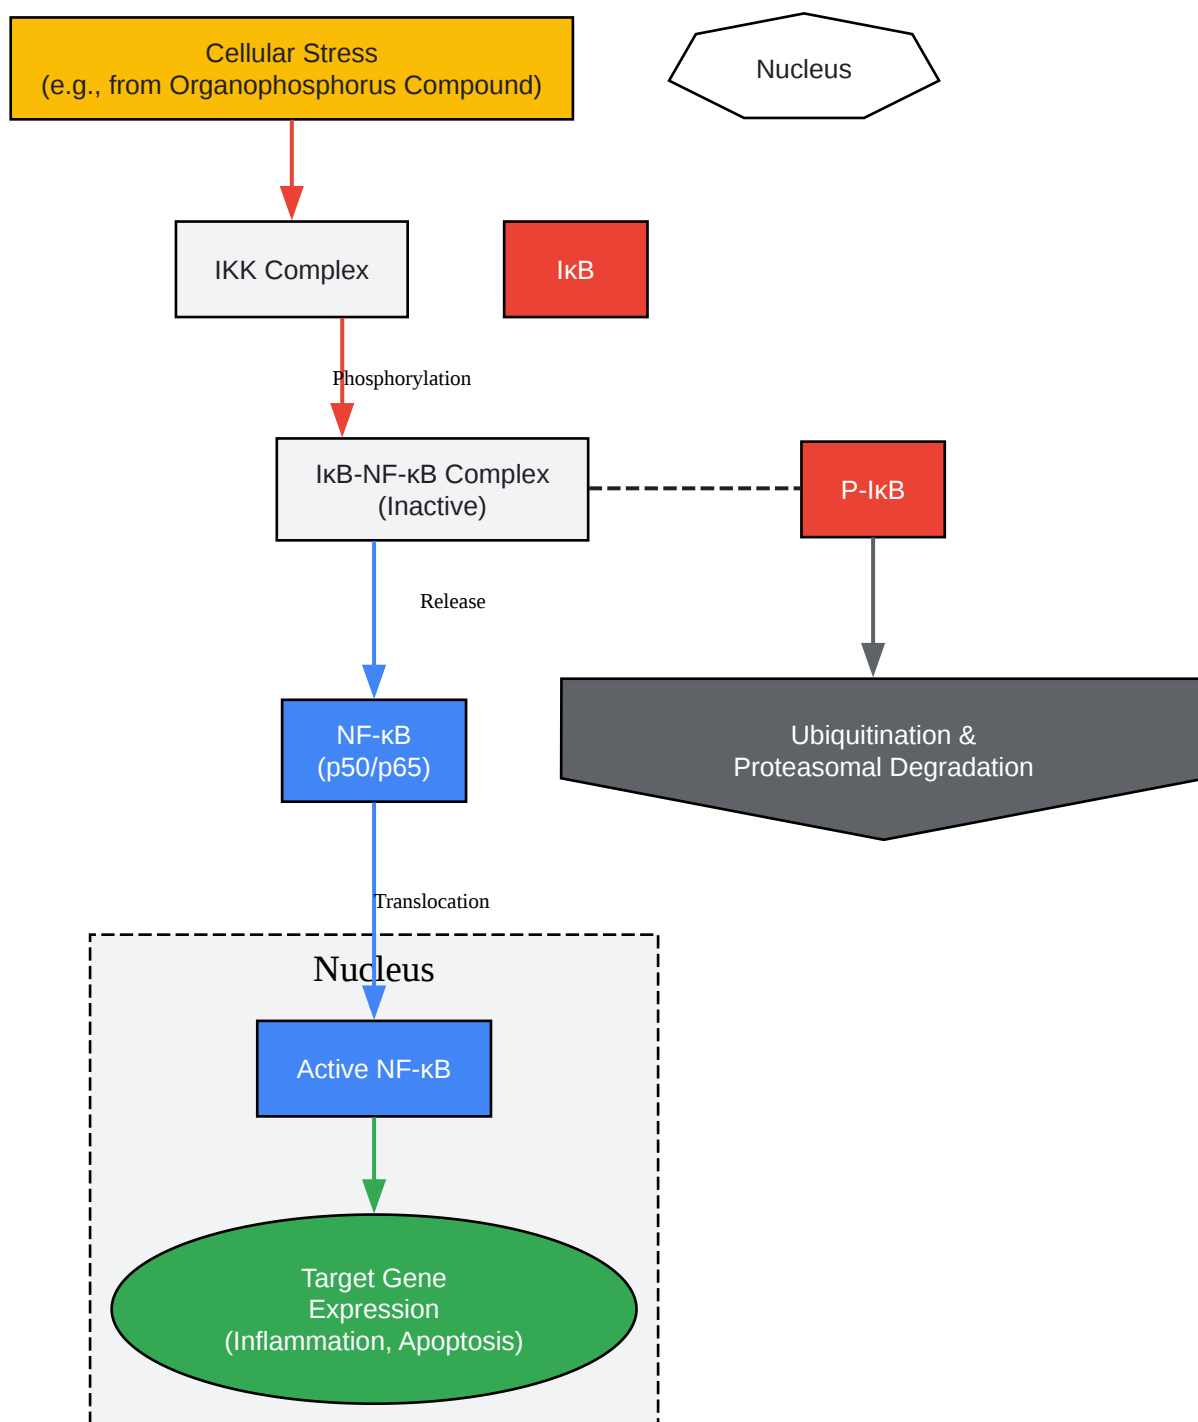 Cellular Stress
(e.g., from Organophosphorus Compound)
Nucleus
IKK Complex
IκB
Phosphorylation
IκB-NF-κB Complex
(Inactive)
P-IκB
Release
NF-κB
(p50/p65)
Ubiquitination &
Proteasomal Degradation
Translocation
Nucleus
Active NF-κB
Target Gene
Expression
(Inflammation, Apoptosis)